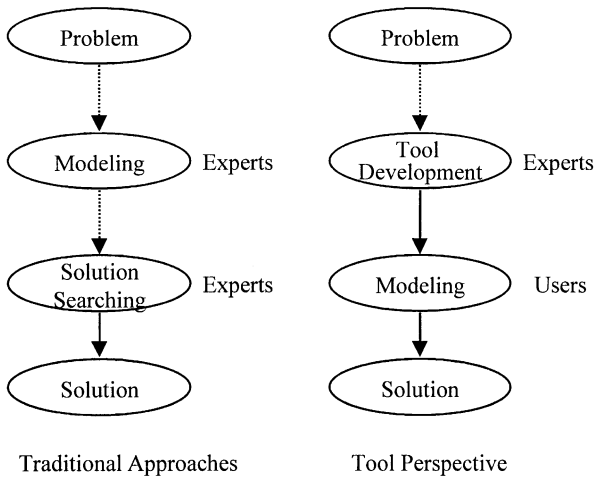 Problem
Modeling
Experts
Solution
Searching
Experts
Solution
Traditional Approaches
Problem
Tool
Development
Experts
Modeling
Users
Solution
Tool Perspective